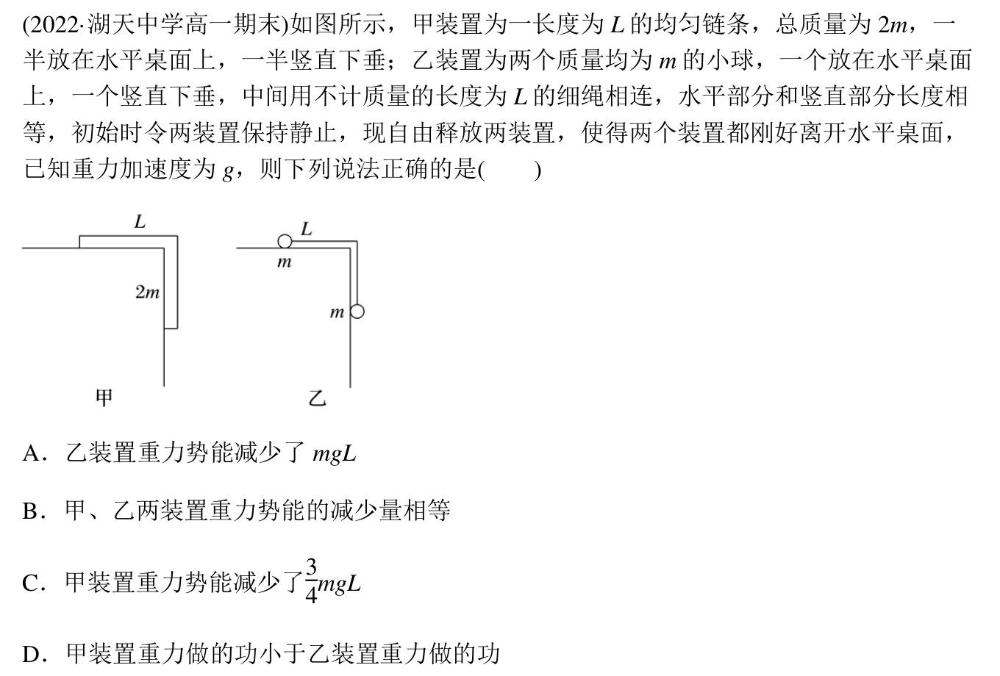 (2022·湖天中学高一期末)如图所示，甲装置为一长度为 L 的均匀链条，总质量为 2m，一
半放在水平桌面上，一半竖直下垂；乙装置为两个质量均为 m 的小球，一个放在水平桌面
上，一个竖直下垂，中间用不计质量的长度为 L 的细绳相连，水平部分和竖直部分长度相
等，初始时令两装置保持静止，现自由释放两装置，使得两个装置都刚好离开水平桌面，
已知重力加速度为 g，则下列说法正确的是(　　)
L
2m
甲
L
m
m
乙
A．乙装置重力势能减少了 mgL
B．甲、乙两装置重力势能的减少量相等
C．甲装置重力势能减少了\frac{3}{4}mgL
D．甲装置重力做的功小于乙装置重力做的功